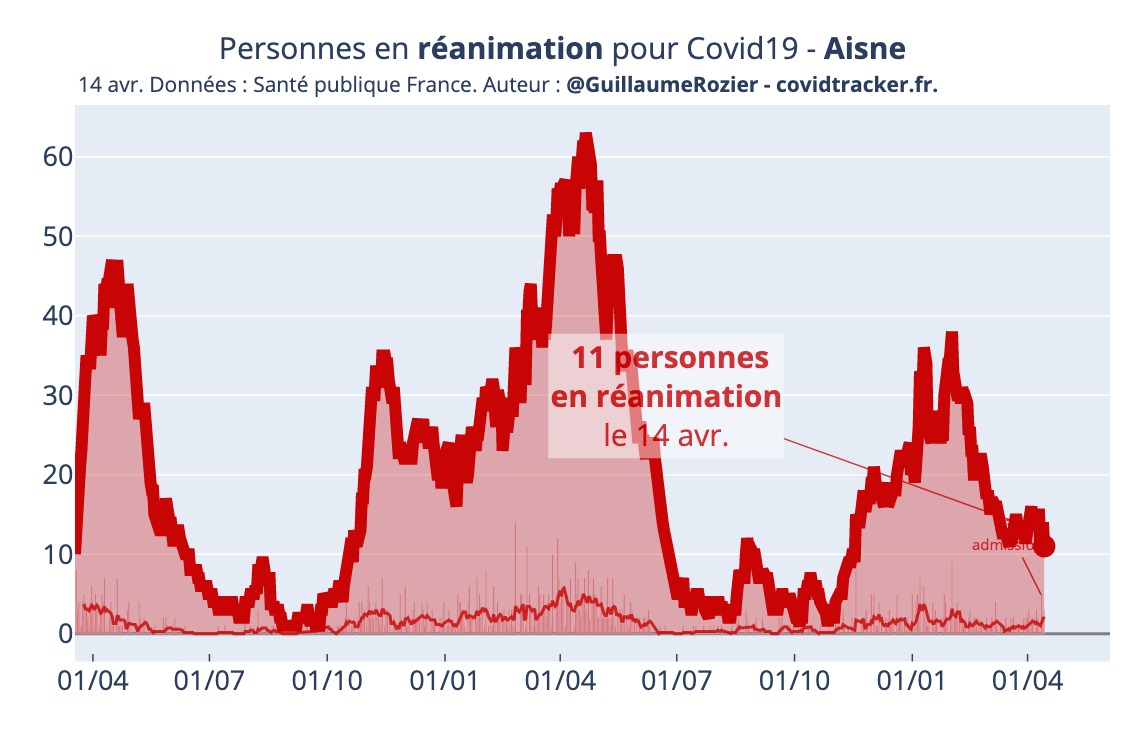 Personnes en réanimation pour Covid19 - Aisne
14 avr. Données : Santé publique France. Auteur : @GuillaumeRozier - covidtracker.fr.
60
50
40
30
20
10
0
11 personnes
en réanimation
le 14 avr.
01/04 01/07 01/10 01/01 01/04 01/07 01/10 01/01 01/04